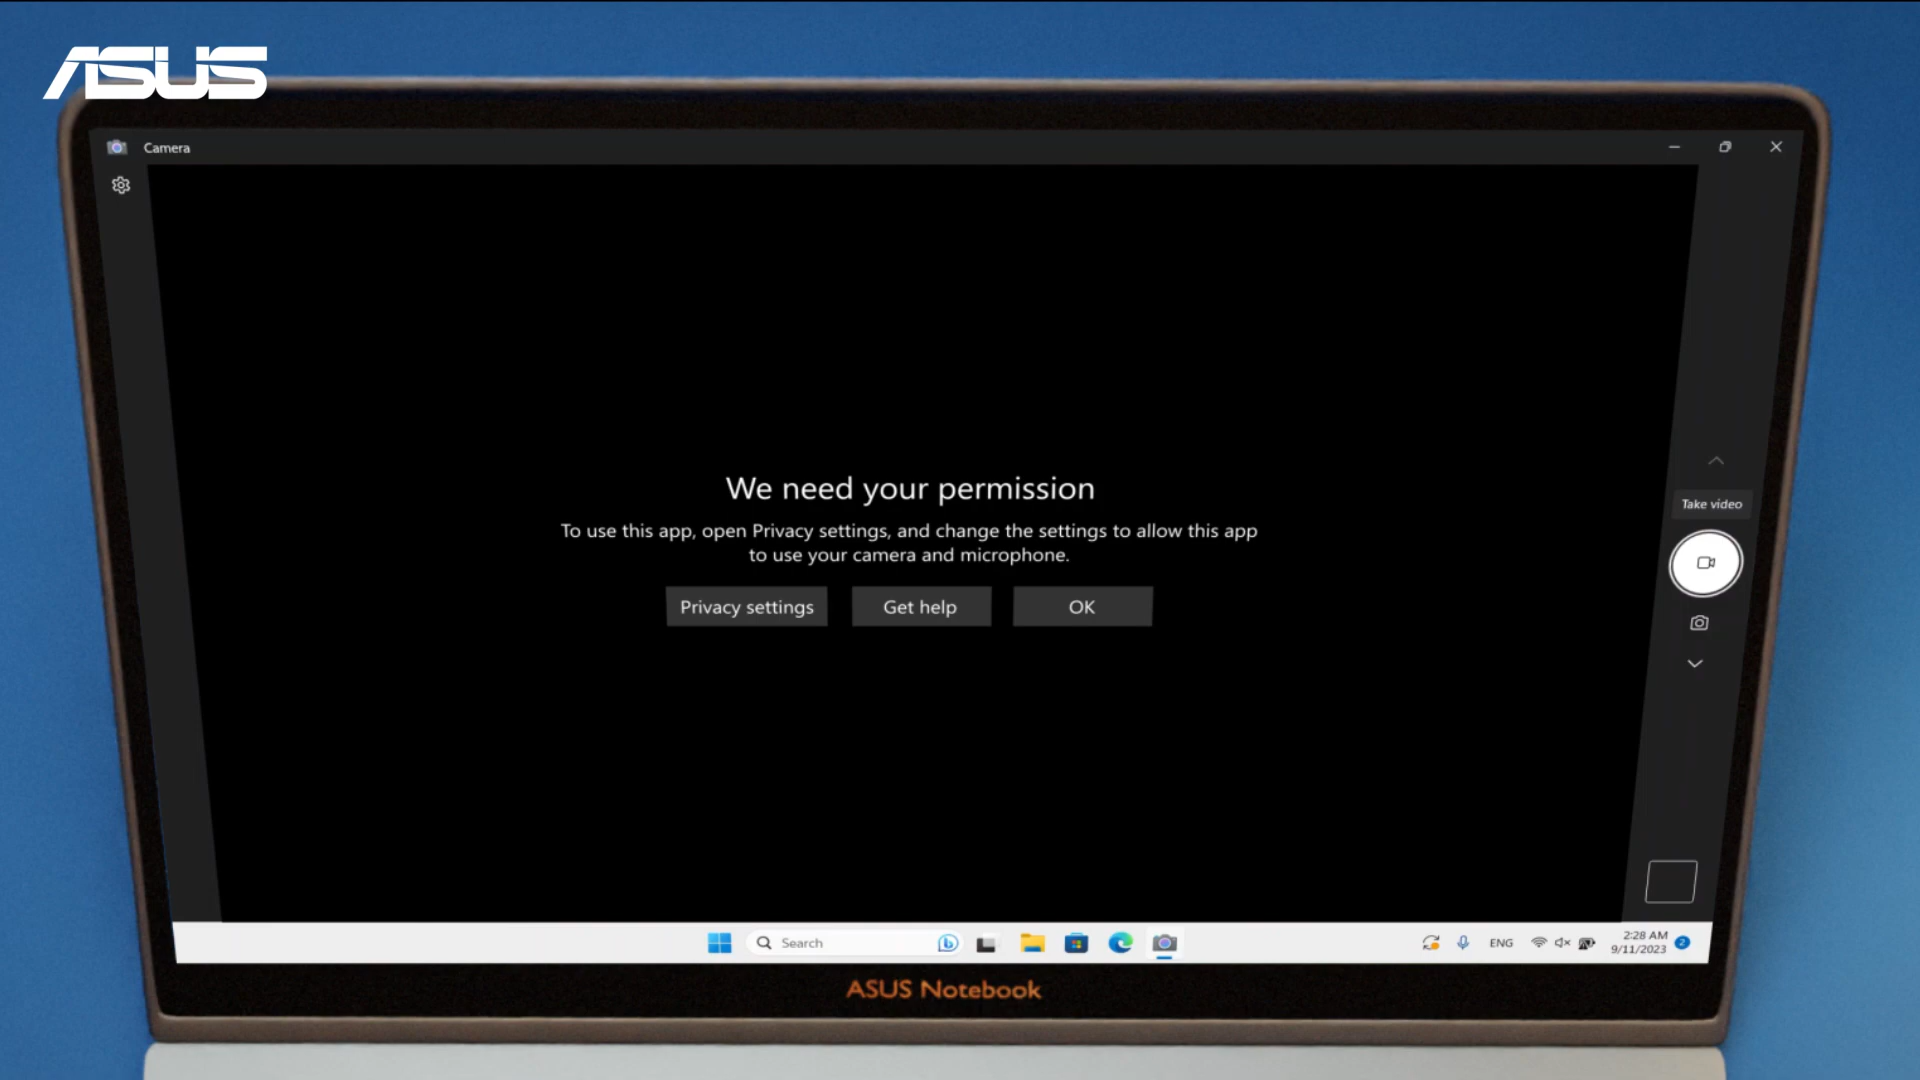 ASUS
Camera
We need your permission
To use this app, open Privacy settings, and change the settings to allow this app
to use your camera and microphone.
Privacy settings
Get help
OK
Take video
Search
ENG
2:28 AM
9/11/2023
2
ASUS Notebook